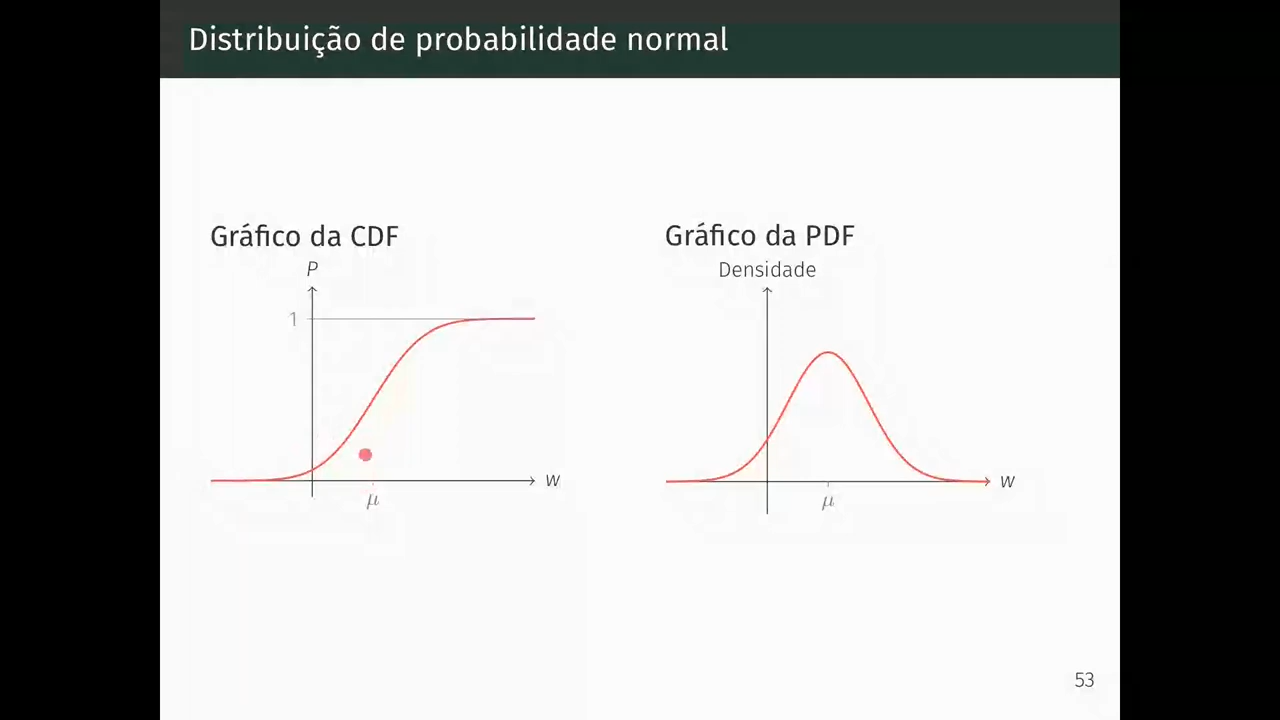 Distribuição de probabilidade normal
Gráfico da CDF
P
1
w
μ
Gráfico da PDF
Densidade
w
μ
53